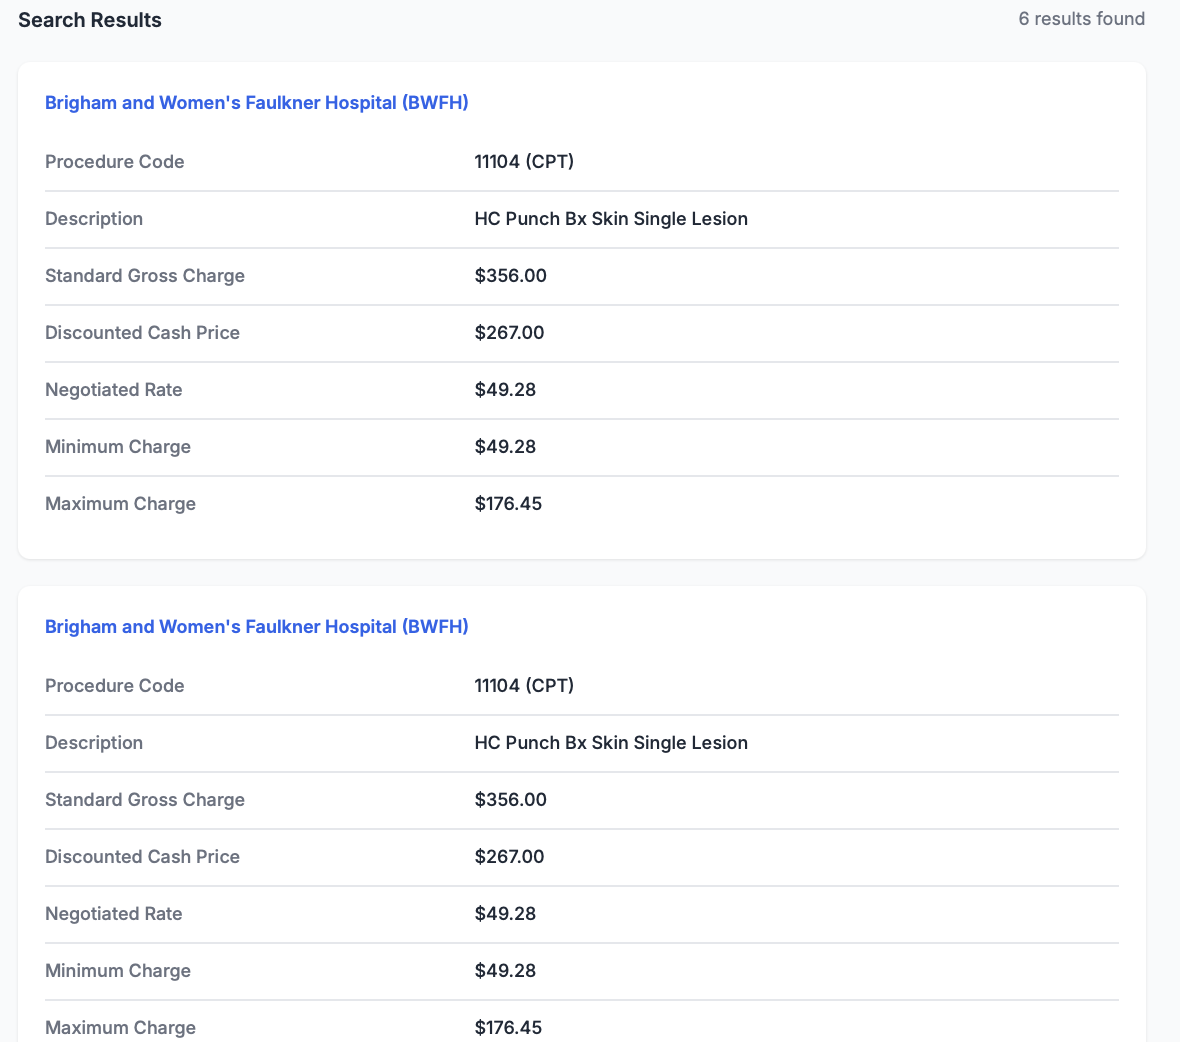 Search Results
6 results found
Brigham and Women's Faulkner Hospital (BWFH)
Procedure Code 11104 (CPT)
Description HC Punch Bx Skin Single Lesion
Standard Gross Charge $356.00
Discounted Cash Price $267.00
Negotiated Rate $49.28
Minimum Charge $49.28
Maximum Charge $176.45
Brigham and Women's Faulkner Hospital (BWFH)
Procedure Code 11104 (CPT)
Description HC Punch Bx Skin Single Lesion
Standard Gross Charge $356.00
Discounted Cash Price $267.00
Negotiated Rate $49.28
Minimum Charge $49.28
Maximum Charge $176.45